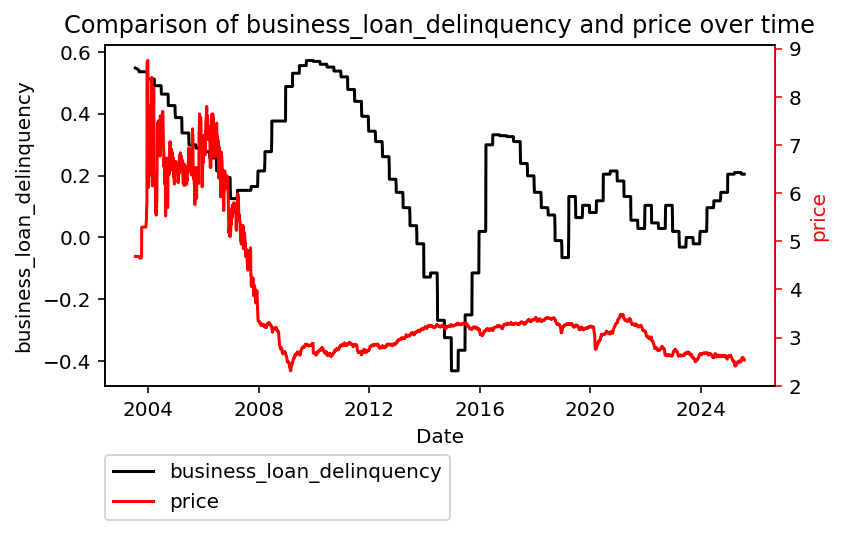 Comparison of business_loan_delinquency and price over time
business_loan_delinquency
0.6
0.4
0.2
0.0
−0.2
−0.4
9
8
7
6
5
4
3
2
price
2004 2008 2012 2016 2020 2024
Date
business_loan_delinquency
price